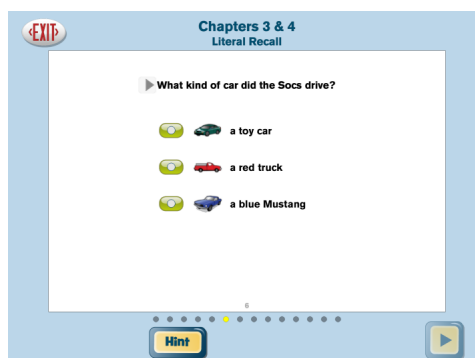 EXIT
Chapters 3 & 4
Literal Recall
What kind of car did the Socs drive?
a toy car
a red truck
a blue Mustang
6
Hint